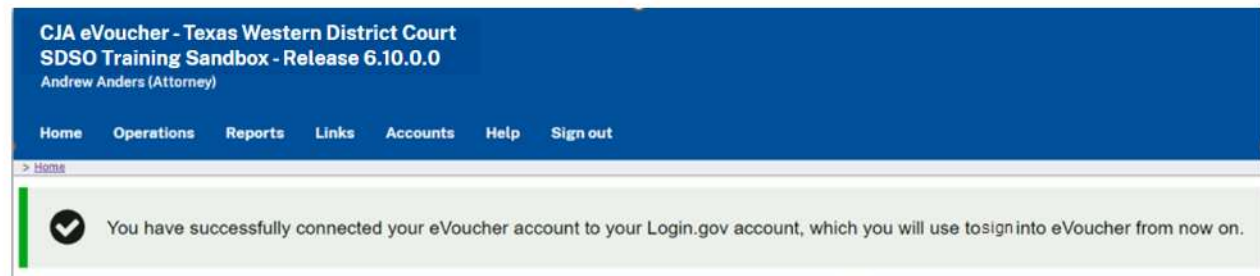 CJA eVoucher - Texas Western District Court
SDSO Training Sandbox - Release 6.10.0.0
Andrew Anders (Attorney)
Home Operations Reports Links Accounts Help Sign out
> Home
You have successfully connected your eVoucher account to your Login.gov account, which you will use tosign into eVoucher from now on.